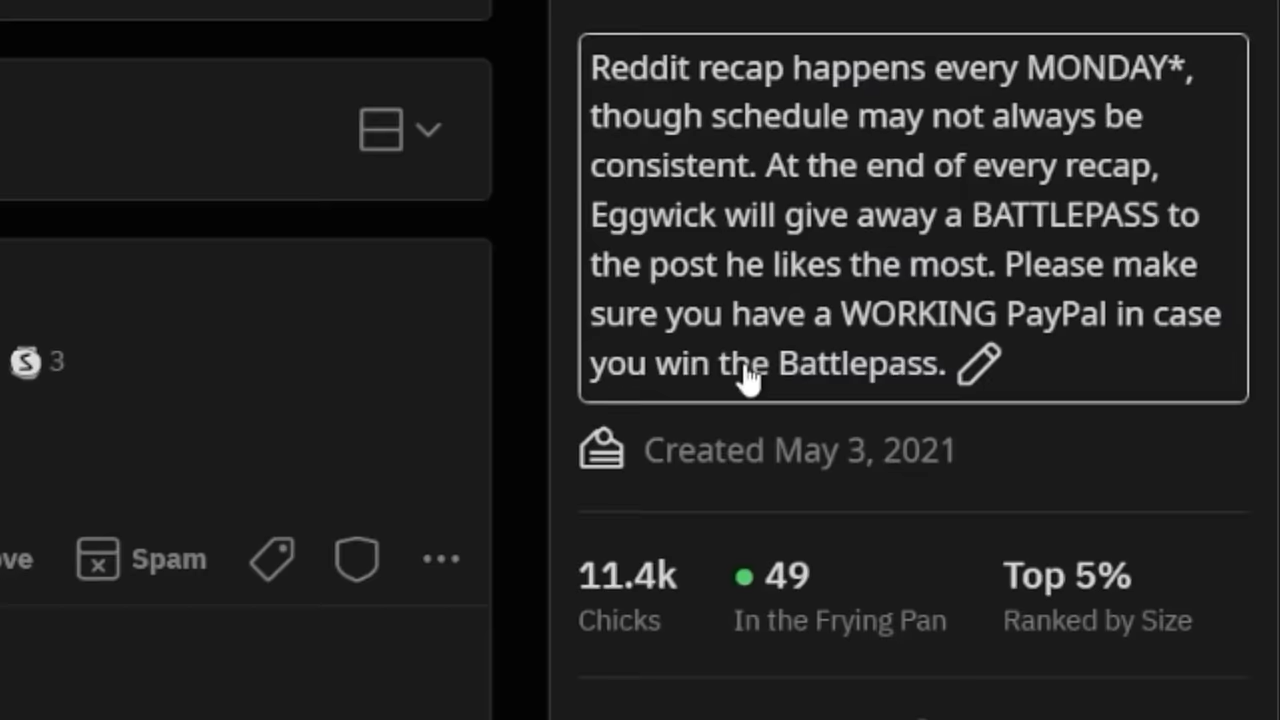 Reddit recap happens every MONDAY*,
though schedule may not always be
consistent. At the end of every recap,
Eggwick will give away a BATTLEPASS to
the post he likes the most. Please make
sure you have a WORKING PayPal in case
you win the Battlepass.
3
Created May 3, 2021
ve Spam
11.4k 49 Top 5%
Chicks In the Frying Pan Ranked by Size